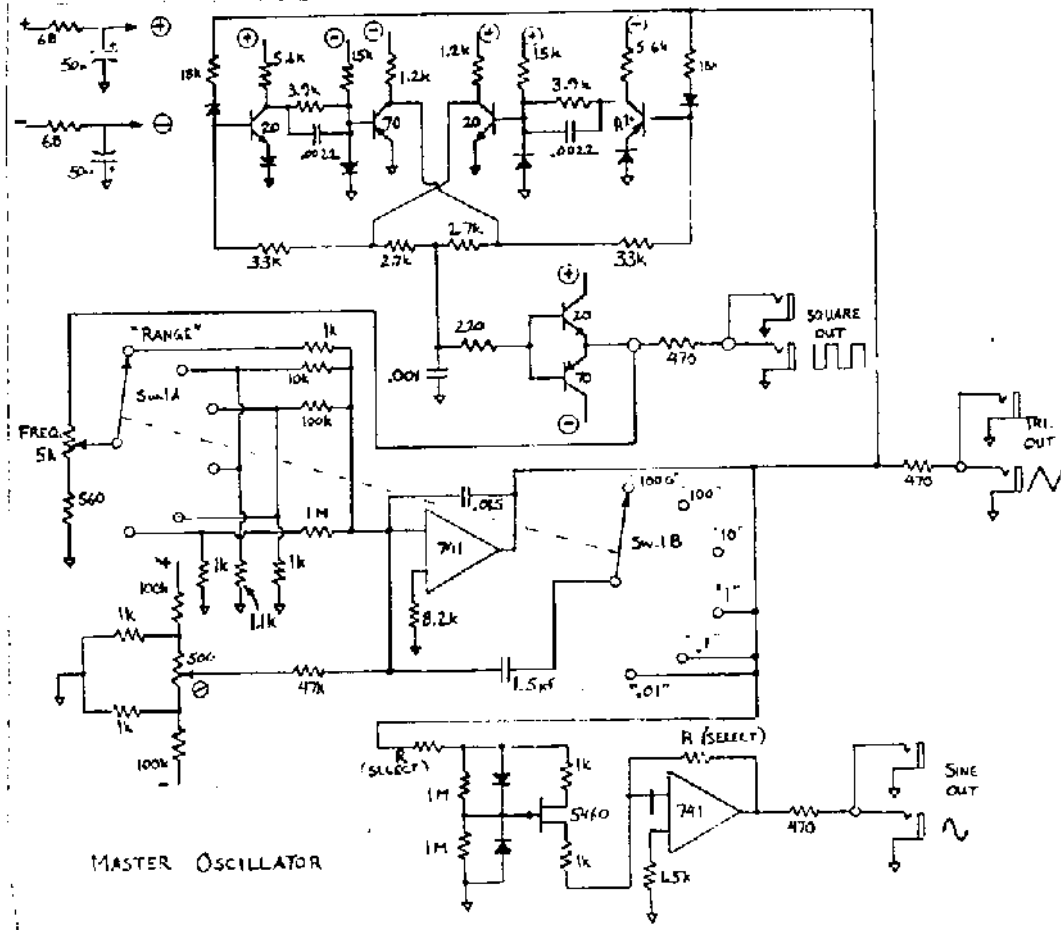 + 68 ⊕
50µ
- 68 ⊖
50µ
18k
⊕ ⊖ ⊖ ⊕ ⊕ ⊖
5.6k 15k 1.2k 1.2k 15k 5.6k 18k
3.9k 3.9k
20 70 20
.0022 .0022
33k 2.7k 2.7k 33k
⊕
20
220
.001
70
⊖
470
SQUARE
OUT
"RANGE"
1k
10k
100k
Sw.1A
FREQ.
5k
560
1M
1k 1k
1.1k
.015
741
8.2k
Sw.1B
"1000"
"100"
"10"
"1"
".1"
".01"
470
TRI.
OUT
+
100k
1k
500
1k
100k
-
47k
1.5µf
R
(SELECT)
1M
1M
1k
5460
1k
R (SELECT)
741
1.5k
470
SINE
OUT
MASTER OSCILLATOR